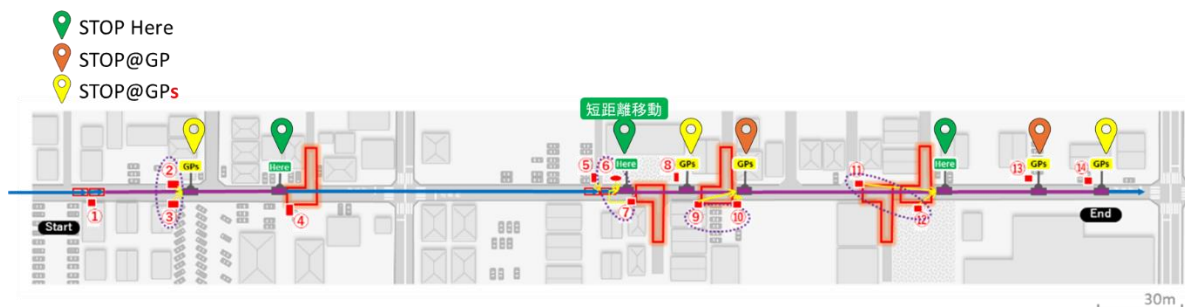 STOP Here
STOP@GP
STOP@GPs
短距離移動
② GPs Here ⑤ ⑥ Here ⑧ GPs GPs ⑪ Here ⑬ GPs ⑭ GPs
① ③ ④ ⑦ ⑨ ⑩ ⑫
Start
End
30m